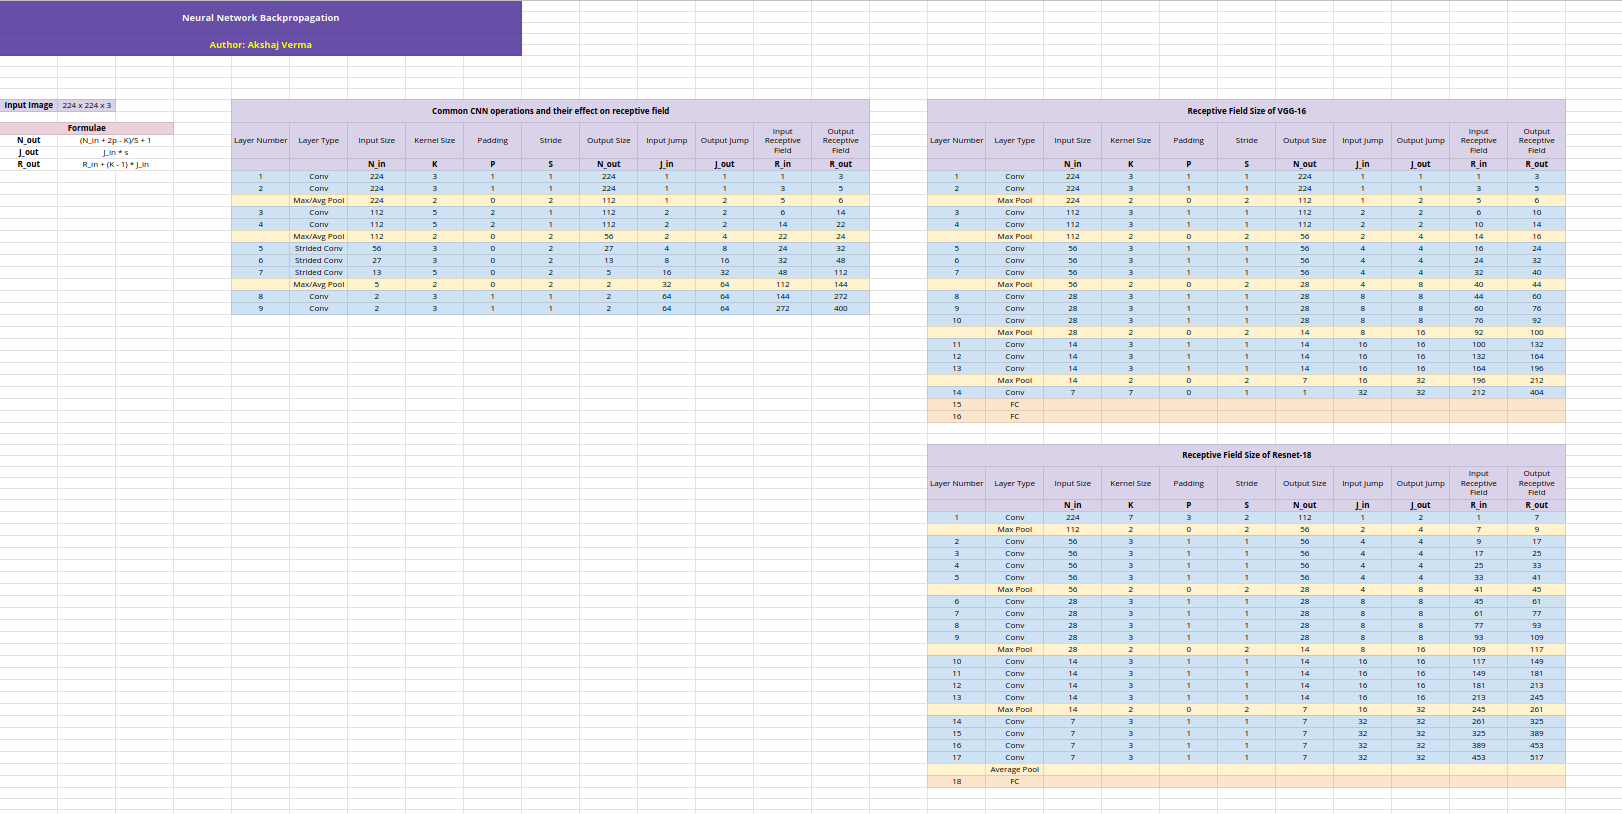 Neural Network Backpropagation
Author: Akshaj Verma
Input Image 224 x 224 x 3
Formulae
N_out (N_in + 2p - K)/S + 1
J_out J_in * s
R_out R_in + (K - 1) * J_in
Common CNN operations and their effect on receptive field
Layer Number Layer Type Input Size Kernel Size Padding Stride Output Size Input Jump Output Jump Input Receptive Field Output Receptive Field
N_in K P S N_out J_in J_out R_in R_out
1 Conv 224 3 1 1 224 1 1 1 3
2 Conv 224 3 1 1 224 1 1 3 5
Max/Avg Pool 224 2 0 2 112 1 2 5 6
3 Conv 112 5 2 1 112 2 2 6 14
4 Conv 112 5 2 1 112 2 2 14 22
Max/Avg Pool 112 2 0 2 56 2 4 22 24
5 Strided Conv 56 3 0 2 27 4 8 24 32
6 Strided Conv 27 3 0 2 13 8 16 32 48
7 Strided Conv 13 5 0 2 5 16 32 48 112
Max/Avg Pool 5 2 0 2 2 32 64 112 144
8 Conv 2 3 1 1 2 64 64 144 272
9 Conv 2 3 1 1 2 64 64 272 400
Receptive Field Size of VGG-16
Layer Number Layer Type Input Size Kernel Size Padding Stride Output Size Input Jump Output Jump Input Receptive Field Output Receptive Field
N_in K P S N_out J_in J_out R_in R_out
1 Conv 224 3 1 1 224 1 1 1 3
2 Conv 224 3 1 1 224 1 1 3 5
Max Pool 224 2 0 2 112 1 2 5 6
3 Conv 112 3 1 1 112 2 2 6 10
4 Conv 112 3 1 1 112 2 2 10 14
Max Pool 112 2 0 2 56 2 4 14 16
5 Conv 56 3 1 1 56 4 4 16 24
6 Conv 56 3 1 1 56 4 4 24 32
7 Conv 56 3 1 1 56 4 4 32 40
Max Pool 56 2 0 2 28 4 8 40 44
8 Conv 28 3 1 1 28 8 8 44 60
9 Conv 28 3 1 1 28 8 8 60 76
10 Conv 28 3 1 1 28 8 8 76 92
Max Pool 28 2 0 2 14 8 16 92 100
11 Conv 14 3 1 1 14 16 16 100 132
12 Conv 14 3 1 1 14 16 16 132 164
13 Conv 14 3 1 1 14 16 16 164 196
Max Pool 14 2 0 2 7 16 32 196 212
14 Conv 7 7 0 1 1 32 32 212 404
15 FC
16 FC
Receptive Field Size of Resnet-18
Layer Number Layer Type Input Size Kernel Size Padding Stride Output Size Input Jump Output Jump Input Receptive Field Output Receptive Field
N_in K P S N_out J_in J_out R_in R_out
1 Conv 224 7 3 2 112 1 2 1 7
Max Pool 112 2 0 2 56 2 4 7 9
2 Conv 56 3 1 1 56 4 4 9 17
3 Conv 56 3 1 1 56 4 4 17 25
4 Conv 56 3 1 1 56 4 4 25 33
5 Conv 56 3 1 1 56 4 4 33 41
Max Pool 56 2 0 2 28 4 8 41 45
6 Conv 28 3 1 1 28 8 8 45 61
7 Conv 28 3 1 1 28 8 8 61 77
8 Conv 28 3 1 1 28 8 8 77 93
9 Conv 28 3 1 1 28 8 8 93 109
Max Pool 28 2 0 2 14 8 16 109 117
10 Conv 14 3 1 1 14 16 16 117 149
11 Conv 14 3 1 1 14 16 16 149 181
12 Conv 14 3 1 1 14 16 16 181 213
13 Conv 14 3 1 1 14 16 16 213 245
Max Pool 14 2 0 2 7 16 32 245 261
14 Conv 7 3 1 1 7 32 32 261 325
15 Conv 7 3 1 1 7 32 32 325 389
16 Conv 7 3 1 1 7 32 32 389 453
17 Conv 7 3 1 1 7 32 32 453 517
Average Pool
18 FC